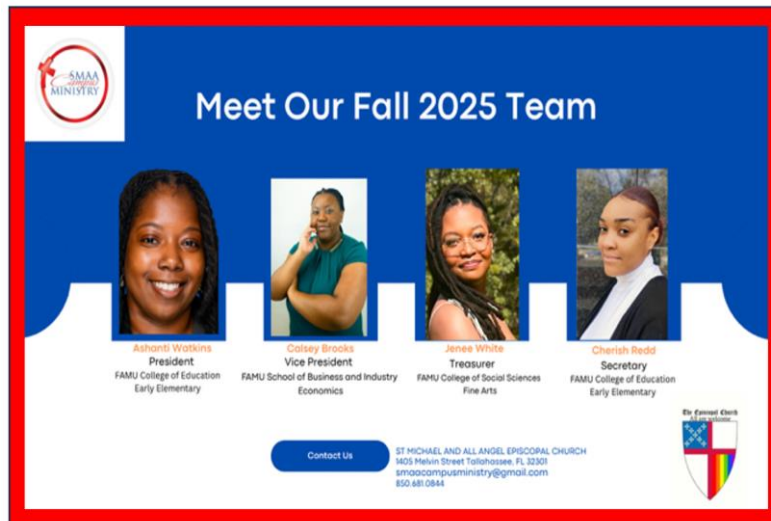 SMAA
Campus
MINISTRY
Meet Our Fall 2025 Team
Ashanti Watkins
President
FAMU College of Education
Early Elementary
Calsey Brooks
Vice President
FAMU School of Business and Industry
Economics
Jenee White
Treasurer
FAMU College of Social Sciences
Fine Arts
Cherish Redd
Secretary
FAMU College of Education
Early Elementary
The Episcopal Church
All are welcome
Contact Us
ST MICHAEL AND ALL ANGEL EPISCOPAL CHURCH
1405 Melvin Street Tallahassee, FL 32301
smaacampusministry@gmail.com
850.681.0844